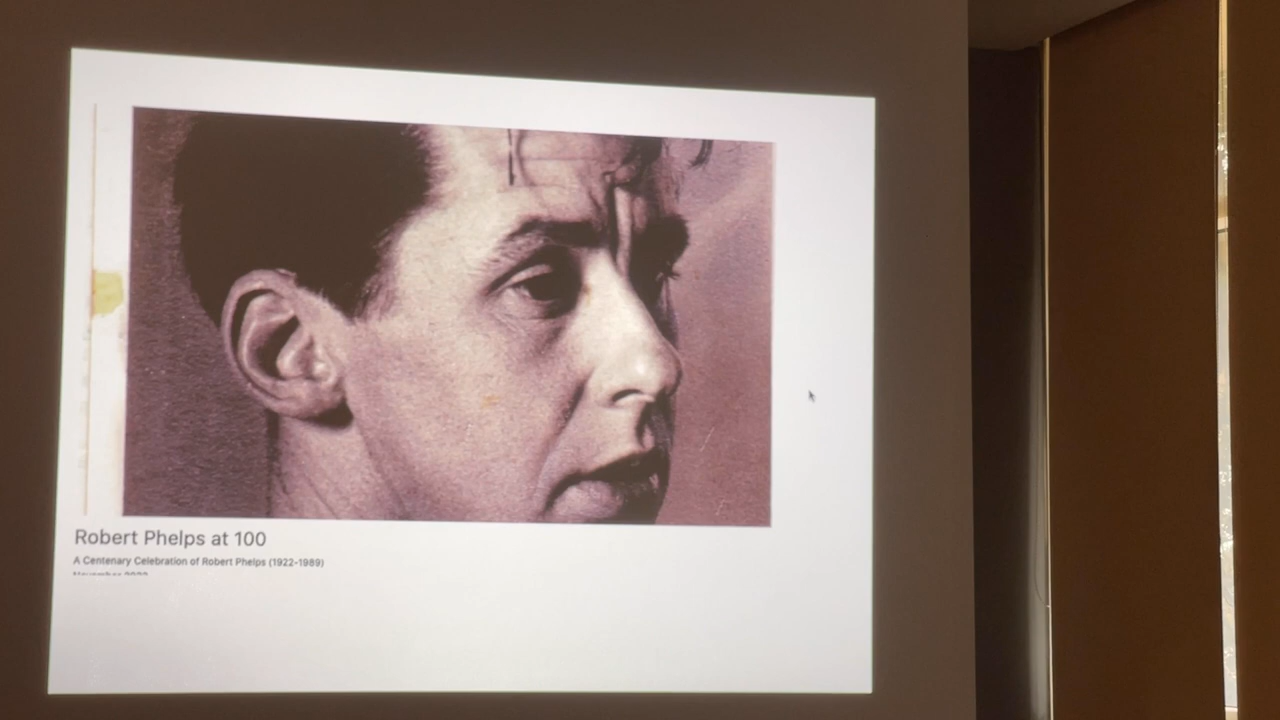 Robert Phelps at 100
A Centenary Celebration of Robert Phelps (1922-1989)